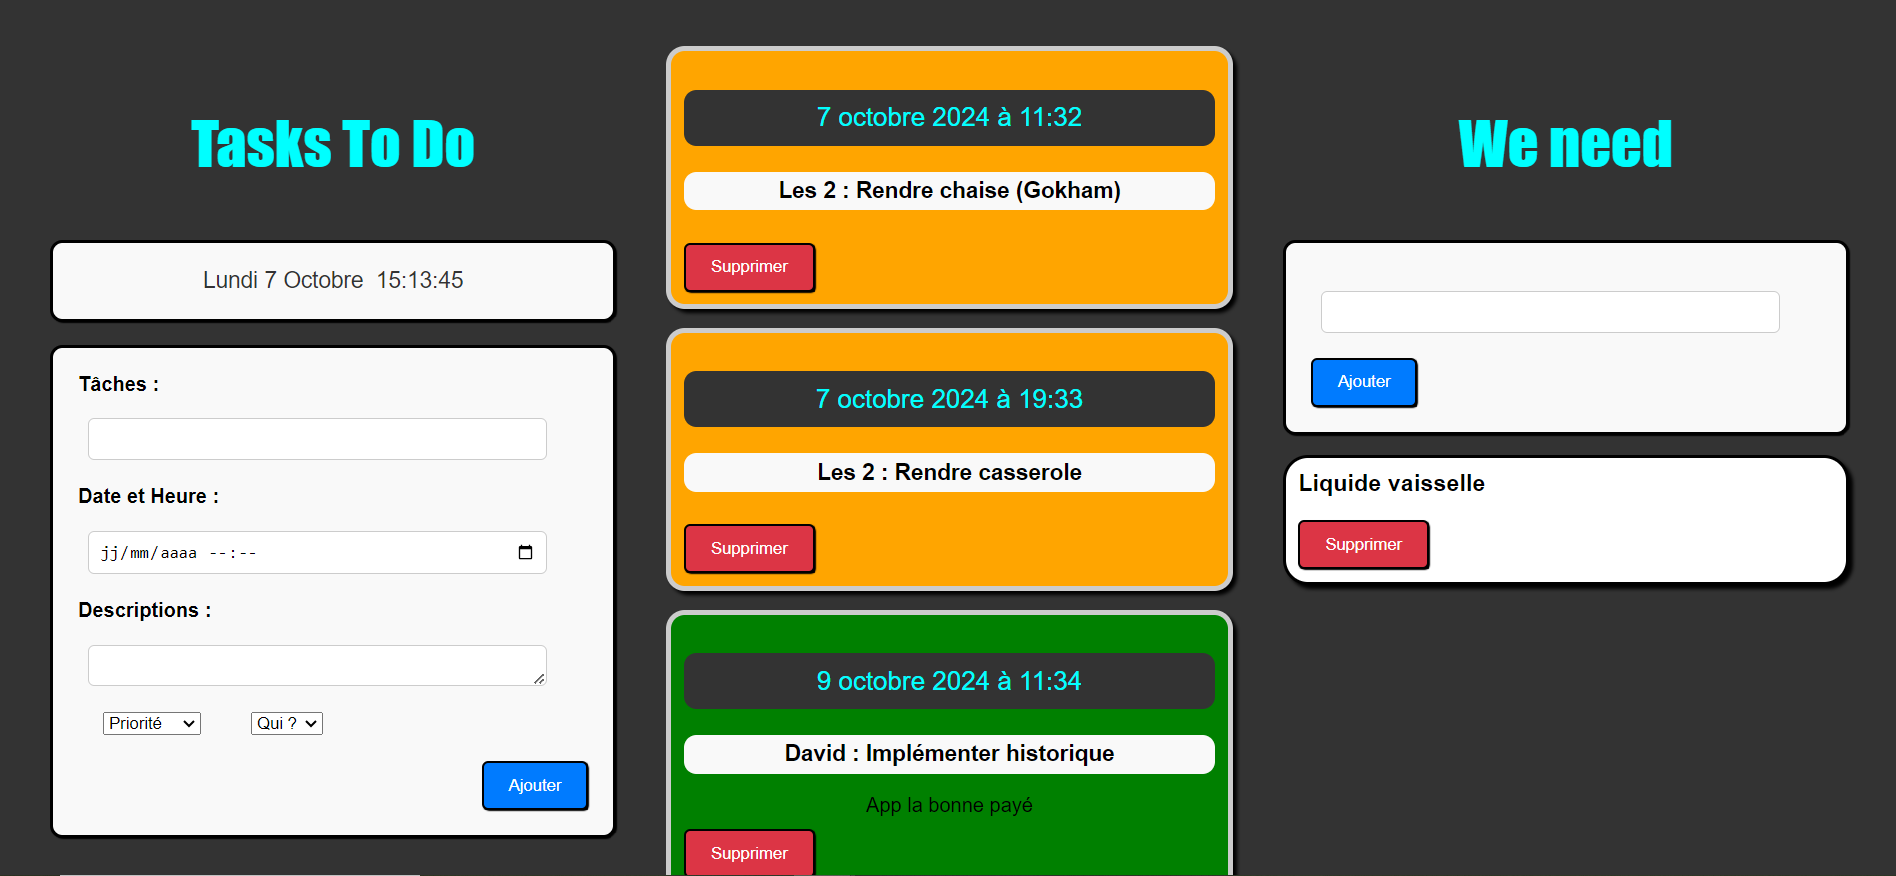 Tasks To Do
Lundi 7 Octobre  15:13:45
Tâches :
Date et Heure :
jj/mm/aaaa --:--
Descriptions :
Priorité
Qui ?
Ajouter
7 octobre 2024 à 11:32
Les 2 : Rendre chaise (Gokham)
Supprimer
7 octobre 2024 à 19:33
Les 2 : Rendre casserole
Supprimer
9 octobre 2024 à 11:34
David : Implémenter historique
App la bonne payé
Supprimer
We need
Ajouter
Liquide vaisselle
Supprimer